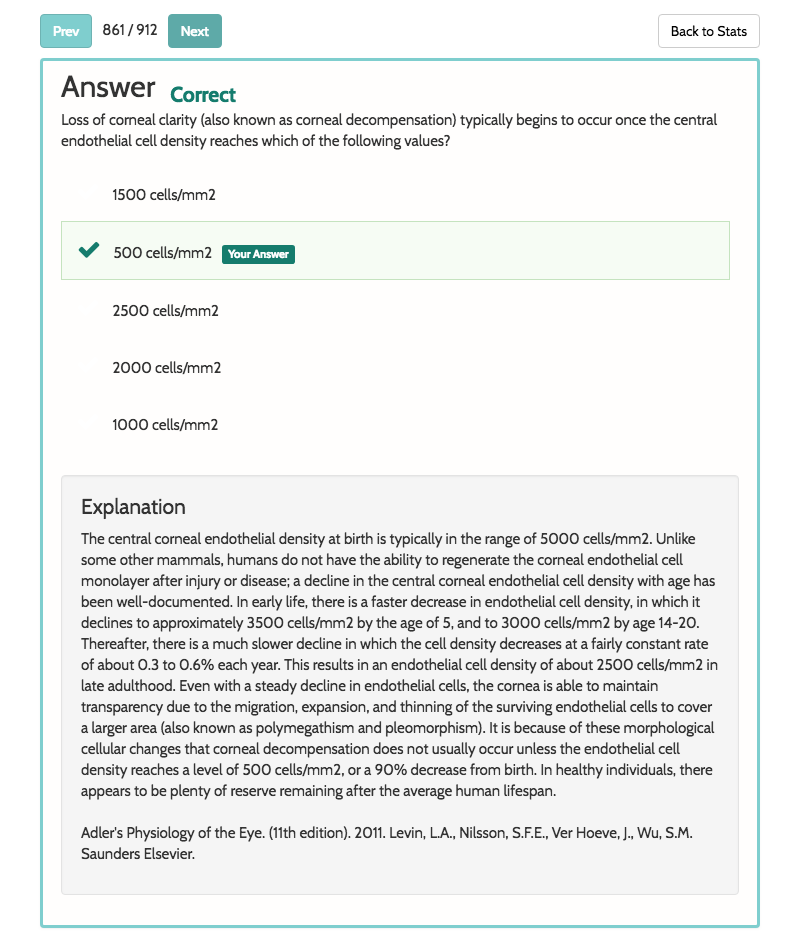 Prev 861 / 912 Next Back to Stats
Answer Correct
Loss of corneal clarity (also known as corneal decompensation) typically begins to occur once the central
endothelial cell density reaches which of the following values?
1500 cells/mm2
500 cells/mm2 Your Answer
2500 cells/mm2
2000 cells/mm2
1000 cells/mm2
Explanation
The central corneal endothelial density at birth is typically in the range of 5000 cells/mm2. Unlike
some other mammals, humans do not have the ability to regenerate the corneal endothelial cell
monolayer after injury or disease; a decline in the central corneal endothelial cell density with age has
been well-documented. In early life, there is a faster decrease in endothelial cell density, in which it
declines to approximately 3500 cells/mm2 by the age of 5, and to 3000 cells/mm2 by age 14-20.
Thereafter, there is a much slower decline in which the cell density decreases at a fairly constant rate
of about 0.3 to 0.6% each year. This results in an endothelial cell density of about 2500 cells/mm2 in
late adulthood. Even with a steady decline in endothelial cells, the cornea is able to maintain
transparency due to the migration, expansion, and thinning of the surviving endothelial cells to cover
a larger area (also known as polymegathism and pleomorphism). It is because of these morphological
cellular changes that corneal decompensation does not usually occur unless the endothelial cell
density reaches a level of 500 cells/mm2, or a 90% decrease from birth. In healthy individuals, there
appears to be plenty of reserve remaining after the average human lifespan.
Adler's Physiology of the Eye. (11th edition). 2011. Levin, L.A., Nilsson, S.F.E., Ver Hoeve, J., Wu, S.M.
Saunders Elsevier.